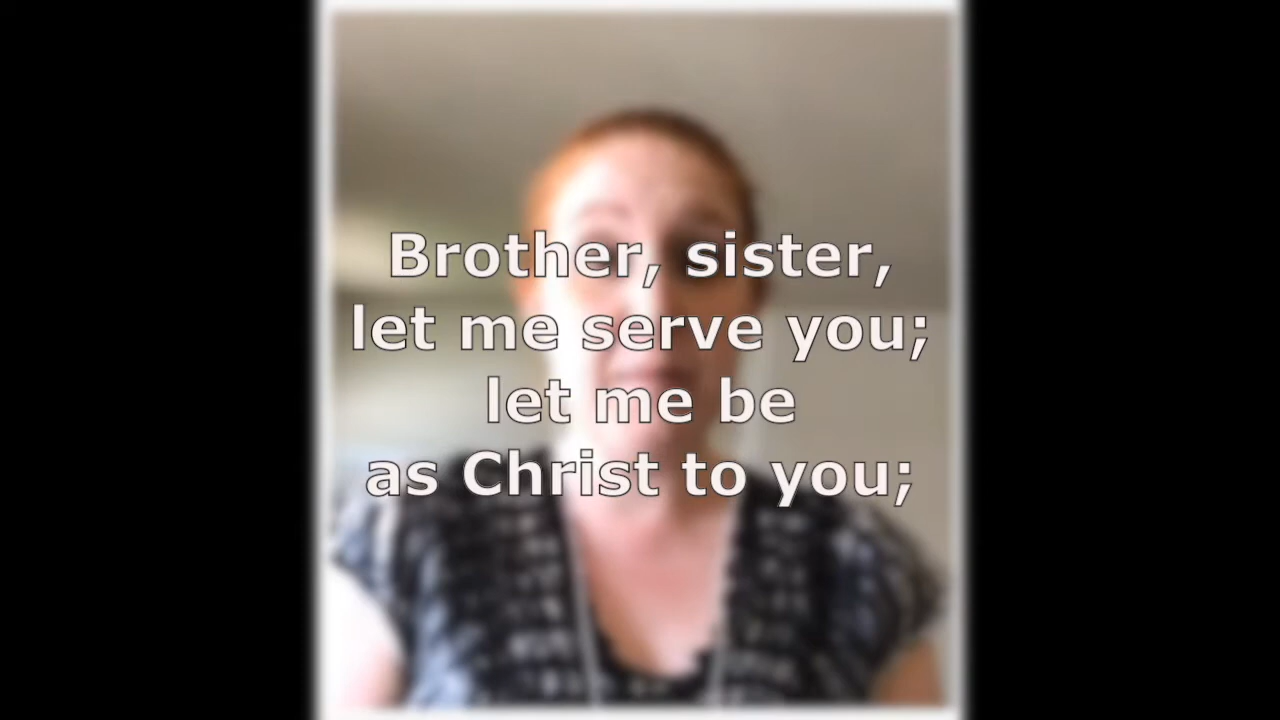 Brother, sister,
let me serve you;
let me be
as Christ to you;